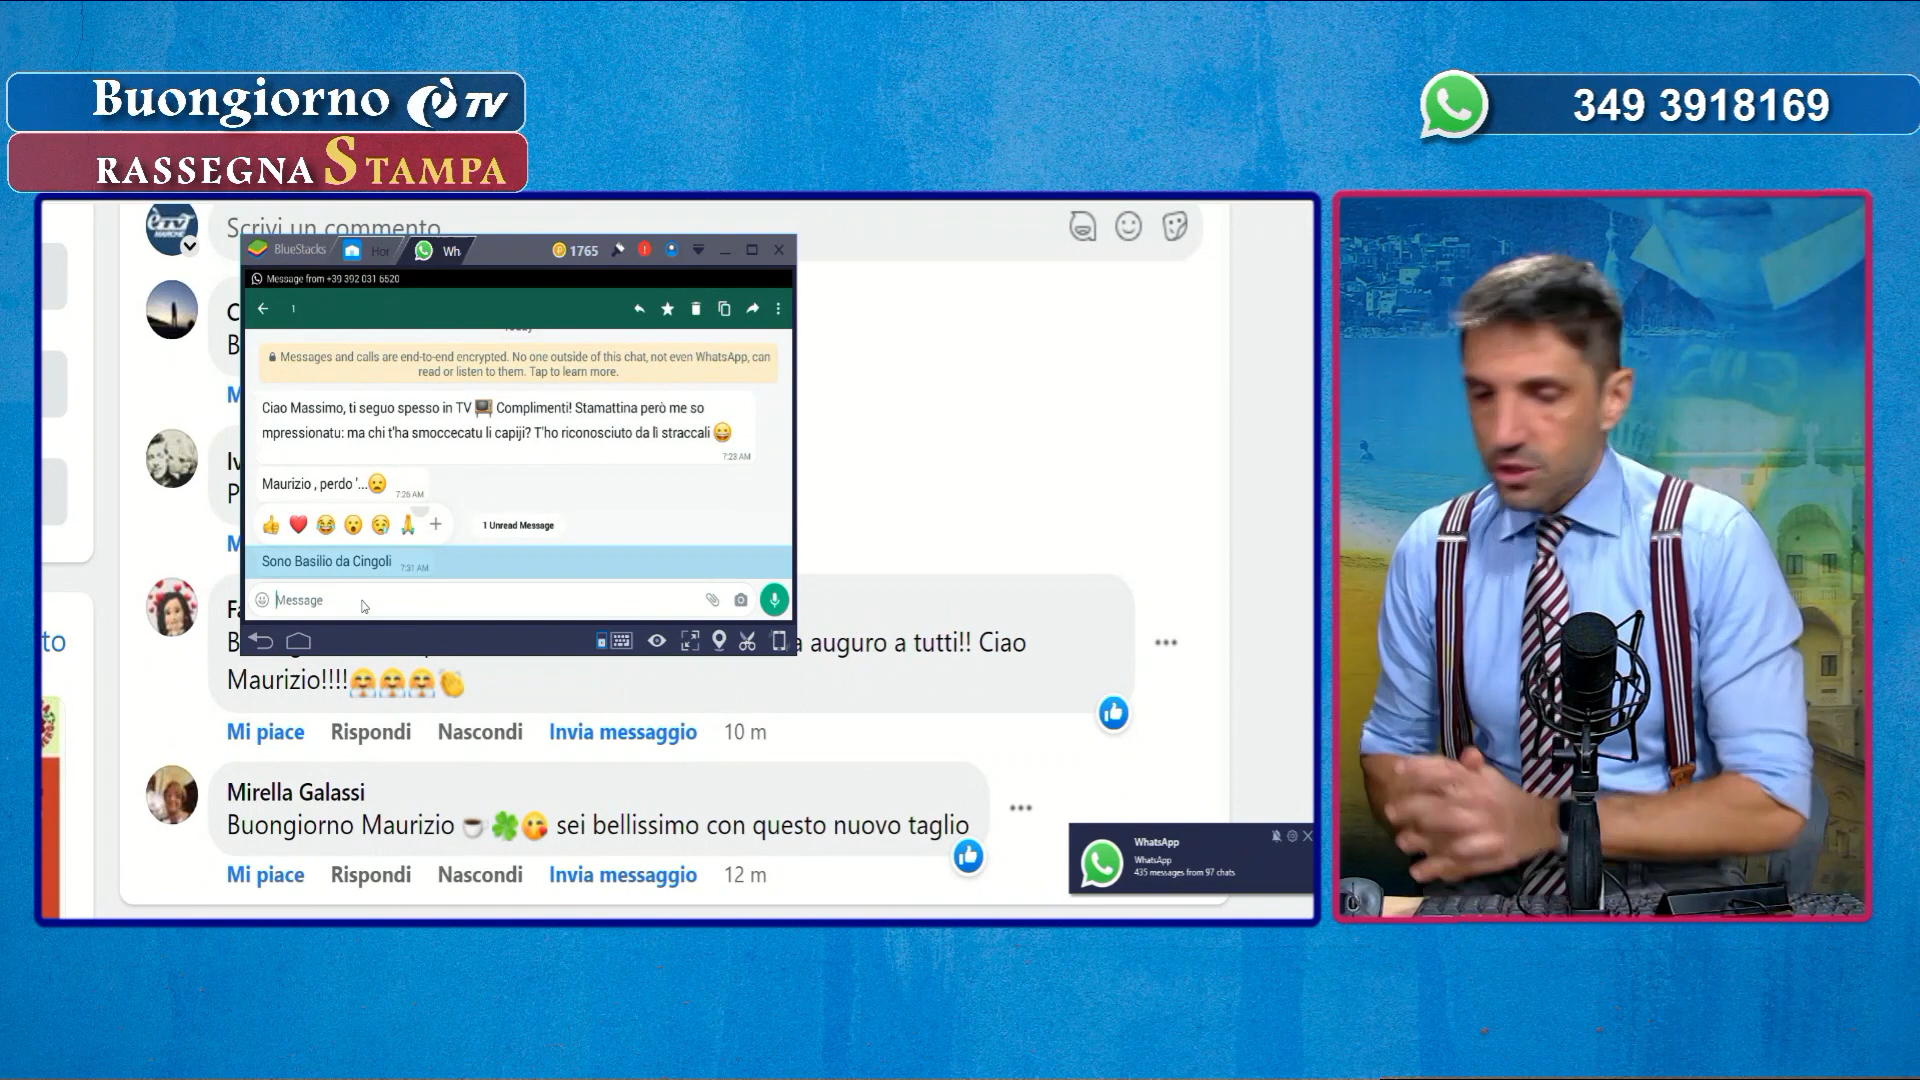 Buongiorno è TV
RASSEGNA STAMPA
349 3918169
Scrivi un commento
BlueStacks
Hor
Wh
1765
Message from +39 392 031 6520
1
Messages and calls are end-to-end encrypted. No one outside of this chat, not even WhatsApp, can
read or listen to them. Tap to learn more.
Ciao Massimo, ti seguo spesso in TV 📺 Complimenti! Stamattina però me so
mpressionatu: ma chi t'ha smoccecatu li capiji? T'ho riconosciuto da lì straccali 😀
7:23 AM
Maurizio , perdo '...😦
7:26 AM
1 Unread Message
Sono Basilio da Cingoli
7:31 AM
Message
C
B
M
Iv
P
M
Fa
B
a auguro a tutti!! Ciao
Maurizio!!!!🤗🤗🤗👏
Mi piace Rispondi Nascondi Invia messaggio 10 m
Mirella Galassi
Buongiorno Maurizio ☕🍀😋 sei bellissimo con questo nuovo taglio
Mi piace Rispondi Nascondi Invia messaggio 12 m
to
WhatsApp
WhatsApp
435 messages from 97 chats